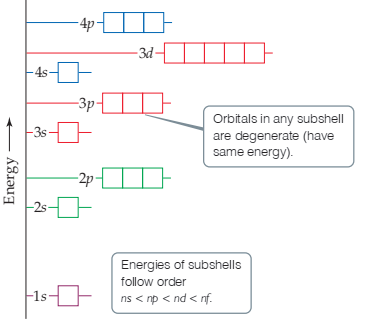 4p
3d
4s
3p
Orbitals in any subshell
are degenerate (have
same energy).
3s
Energy
2p
2s
Energies of subshells
follow order
ns < np < nd < nf.
1s